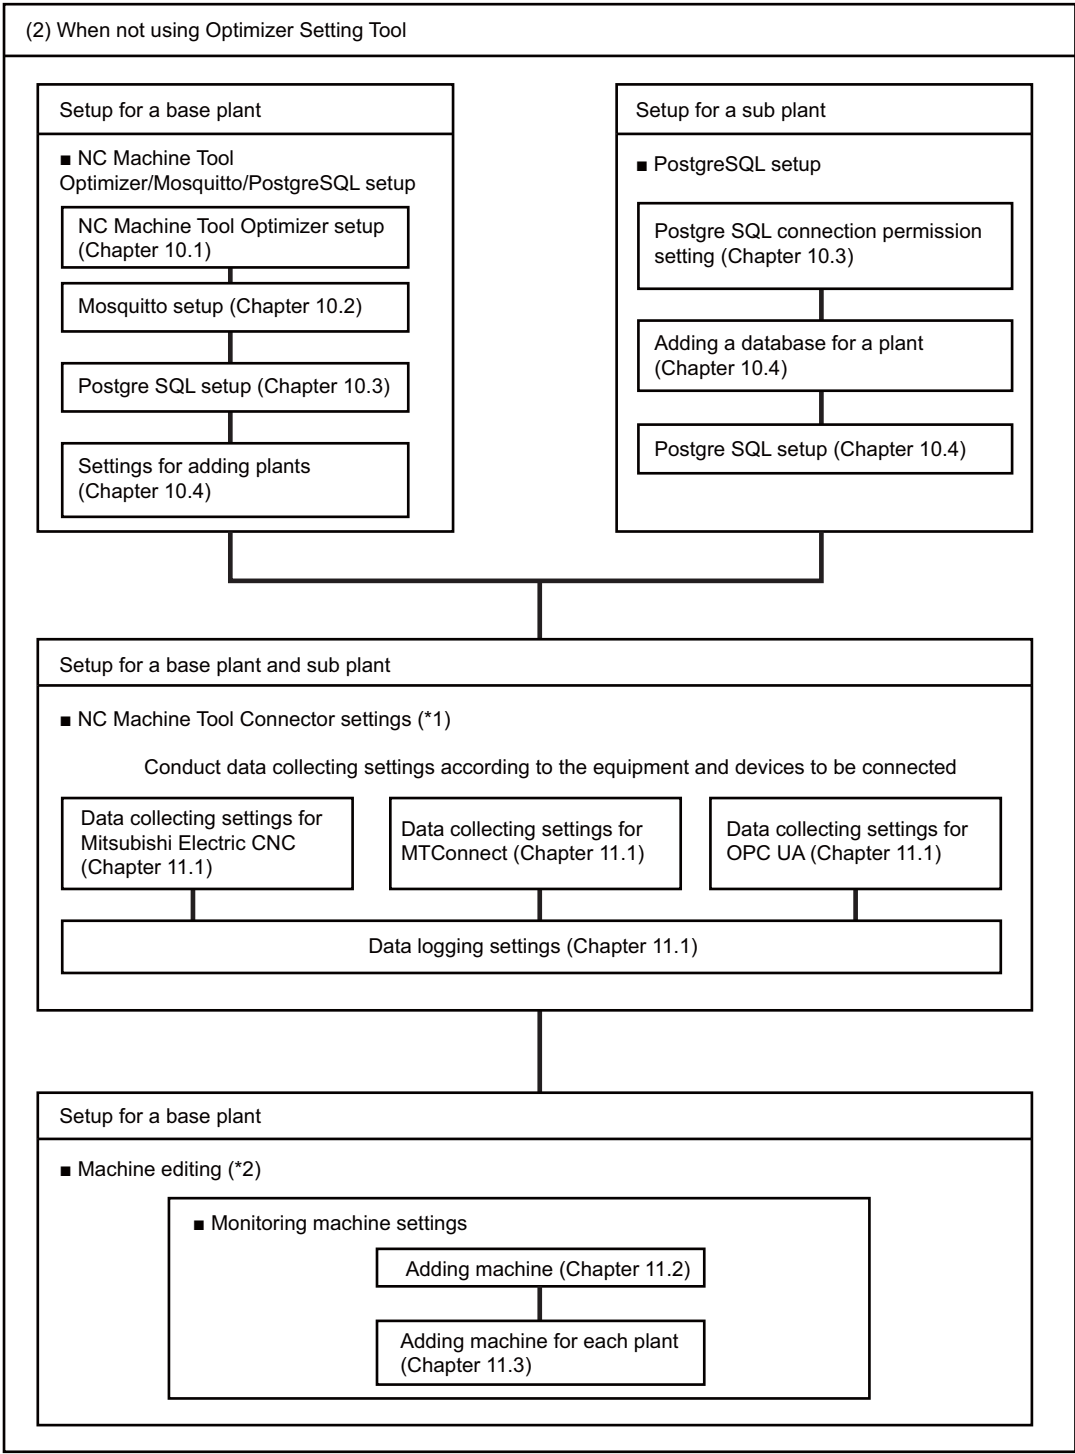 (2) When not using Optimizer Setting Tool
Setup for a base plant
■ NC Machine Tool
Optimizer/Mosquitto/PostgreSQL setup
NC Machine Tool Optimizer setup
(Chapter 10.1)
Mosquitto setup (Chapter 10.2)
Postgre SQL setup (Chapter 10.3)
Settings for adding plants
(Chapter 10.4)
Setup for a sub plant
■ PostgreSQL setup
Postgre SQL connection permission
setting (Chapter 10.3)
Adding a database for a plant
(Chapter 10.4)
Postgre SQL setup (Chapter 10.4)
Setup for a base plant and sub plant
■ NC Machine Tool Connector settings (*1)
Conduct data collecting settings according to the equipment and devices to be connected
Data collecting settings for
Mitsubishi Electric CNC
(Chapter 11.1)
Data collecting settings for
MTConnect (Chapter 11.1)
Data collecting settings for
OPC UA (Chapter 11.1)
Data logging settings (Chapter 11.1)
Setup for a base plant
■ Machine editing (*2)
■ Monitoring machine settings
Adding machine (Chapter 11.2)
Adding machine for each plant
(Chapter 11.3)